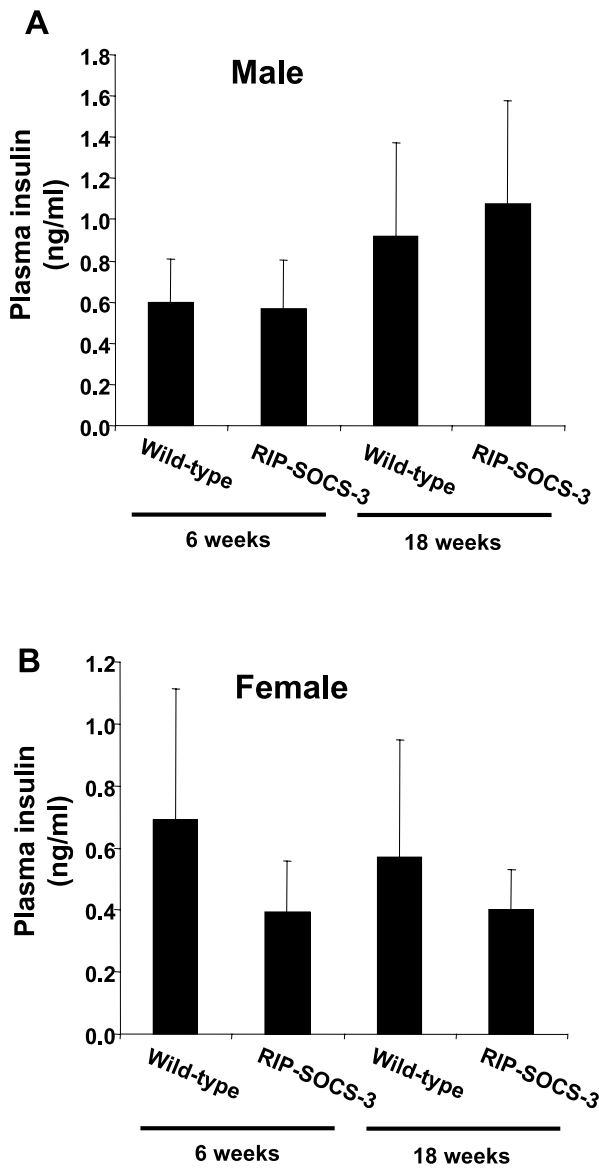 A
Male
Plasma insulin
(ng/ml)
1.8
1.6
1.4
1.2
1.0
0.8
0.6
0.4
0.2
0.0
Wild-type
RIP-SOCS-3
Wild-type
RIP-SOCS-3
6 weeks
18 weeks
B
Female
Plasma insulin
(ng/ml)
1.2
1.0
0.8
0.6
0.4
0.2
0.0
Wild-type
RIP-SOCS-3
Wild-type
RIP-SOCS-3
6 weeks
18 weeks